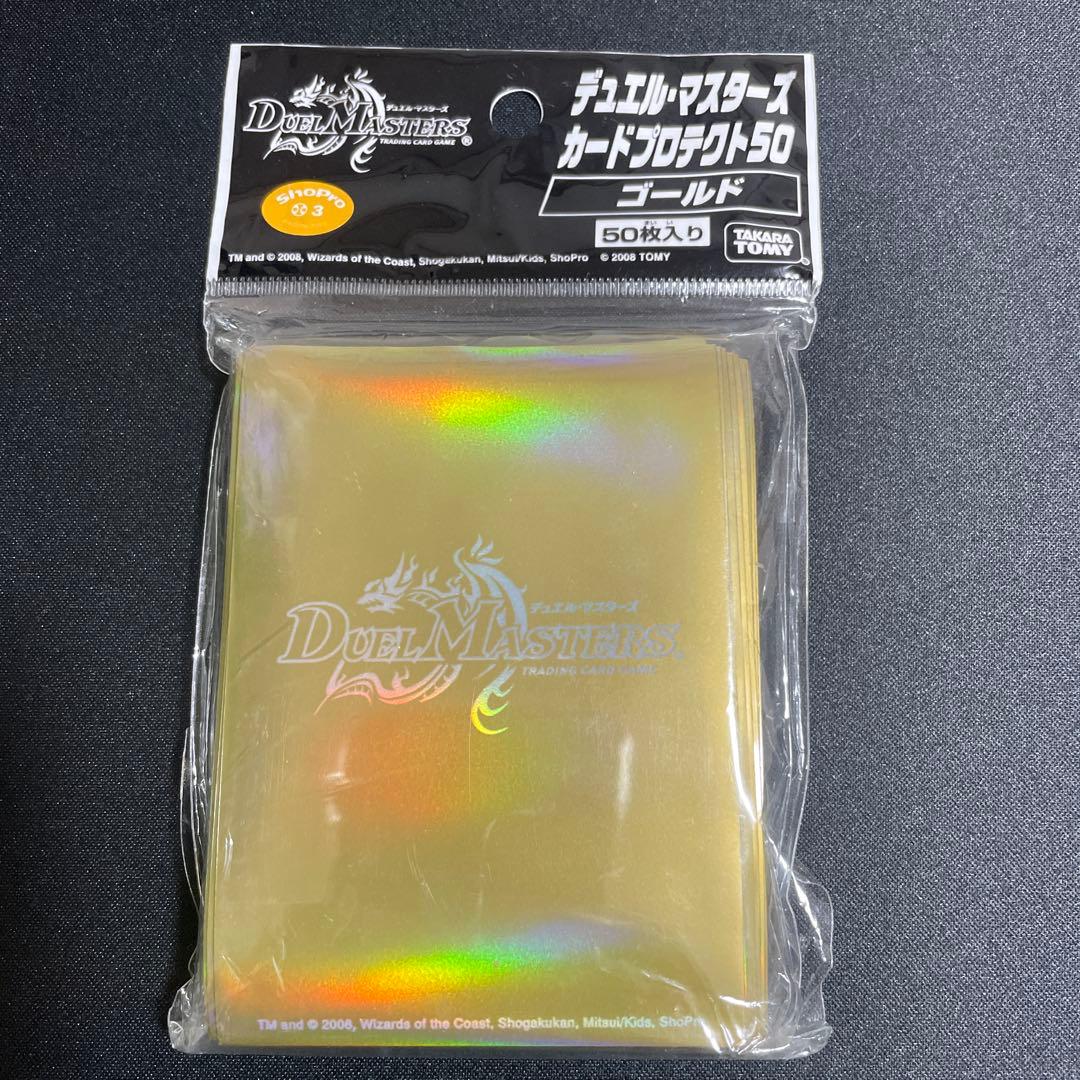 デュエル・マスターズ
DUEL MASTERS
TRADING CARD GAME ®
デュエル・マスターズ
カードプロテクト50
ゴールド
ShoPro
3
まい い
50枚入り
TAKARA
TOMY
TM and © 2008, Wizards of the Coast, Shogakukan, Mitsui/Kids, ShoPro © 2008 TOMY
デュエル・マスターズ
DUEL MASTERS
TRADING CARD GAME
TM and © 2006, Wizards of the Coast, Shogakukan, Mitsui/Kids, ShoPro